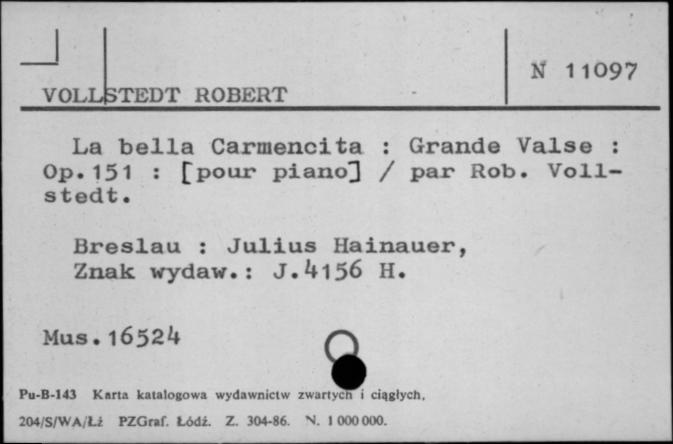 N 11097
VOLLSTEDT ROBERT
La bella Carmencita : Grande Valse :
Op.151 : [pour piano] / par Rob. Voll-
stedt.
Breslau : Julius Hainauer,
Znak wydaw.: J.4156 H.
Mus.16524
Pu-B-143 Karta katalogowa wydawnictw zwartych i ciągłych.
204/S/WA/Łż PZGraf. Łódź. Z. 304-86. N. 1 000 000.